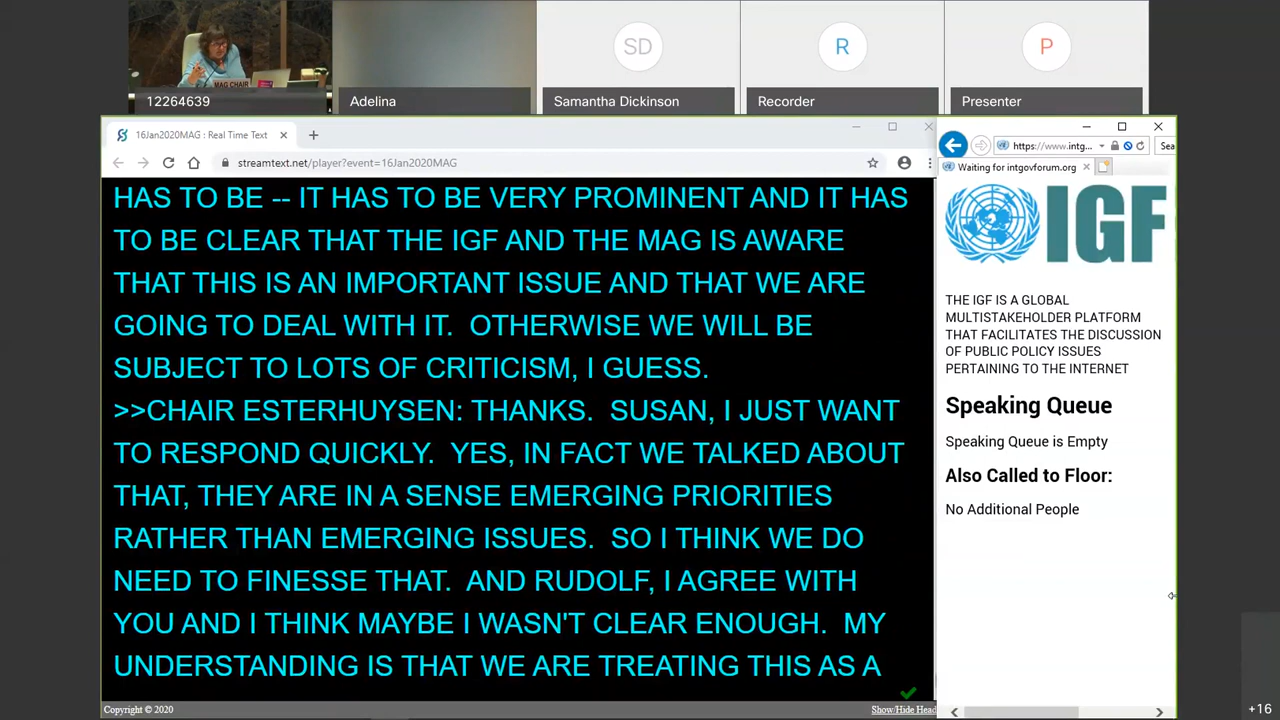 SD
R
P
MAG CHAIR
12264639
Adelina
Samantha Dickinson
Recorder
Presenter
16Jan2020MAG : Real Time Text
streamtext.net/player?event=16Jan2020MAG
HAS TO BE -- IT HAS TO BE VERY PROMINENT AND IT HAS
TO BE CLEAR THAT THE IGF AND THE MAG IS AWARE
THAT THIS IS AN IMPORTANT ISSUE AND THAT WE ARE
GOING TO DEAL WITH IT.  OTHERWISE WE WILL BE
SUBJECT TO LOTS OF CRITICISM, I GUESS.
>>CHAIR ESTERHUYSEN: THANKS.  SUSAN, I JUST WANT
TO RESPOND QUICKLY.  YES, IN FACT WE TALKED ABOUT
THAT, THEY ARE IN A SENSE EMERGING PRIORITIES
RATHER THAN EMERGING ISSUES.  SO I THINK WE DO
NEED TO FINESSE THAT.  AND RUDOLF, I AGREE WITH
YOU AND I THINK MAYBE I WASN'T CLEAR ENOUGH.  MY
UNDERSTANDING IS THAT WE ARE TREATING THIS AS A
Copyright © 2020
Show/Hide Head
https://www.intg...
Sea
Waiting for intgovforum.org
IGF
THE IGF IS A GLOBAL
MULTISTAKEHOLDER PLATFORM
THAT FACILITATES THE DISCUSSION
OF PUBLIC POLICY ISSUES
PERTAINING TO THE INTERNET
Speaking Queue
Speaking Queue is Empty
Also Called to Floor:
No Additional People
+16